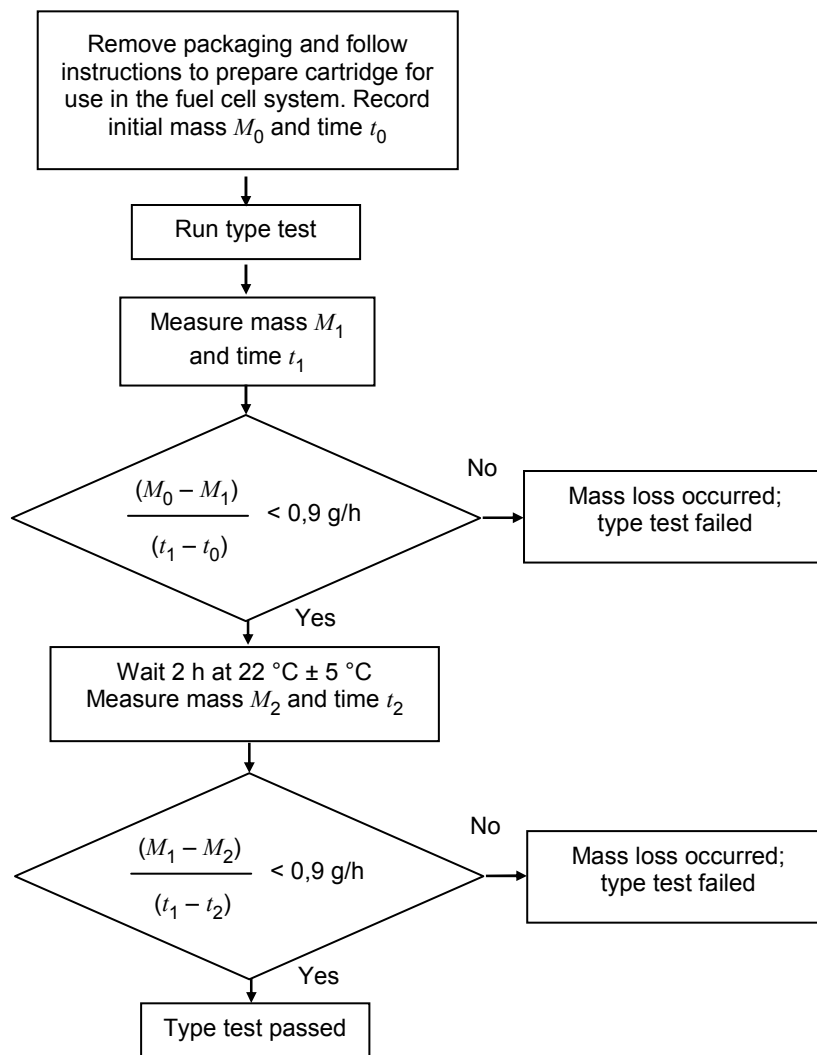 Remove packaging and follow
instructions to prepare cartridge for
use in the fuel cell system. Record
initial mass M0 and time t0
Run type test
Measure mass M1
and time t1
(M0 – M1)
(t1 – t0)
< 0,9 g/h
No
Mass loss occurred;
type test failed
Yes
Wait 2 h at 22 °C ± 5 °C
Measure mass M2 and time t2
(M1 – M2)
(t1 – t2)
< 0,9 g/h
No
Mass loss occurred;
type test failed
Yes
Type test passed